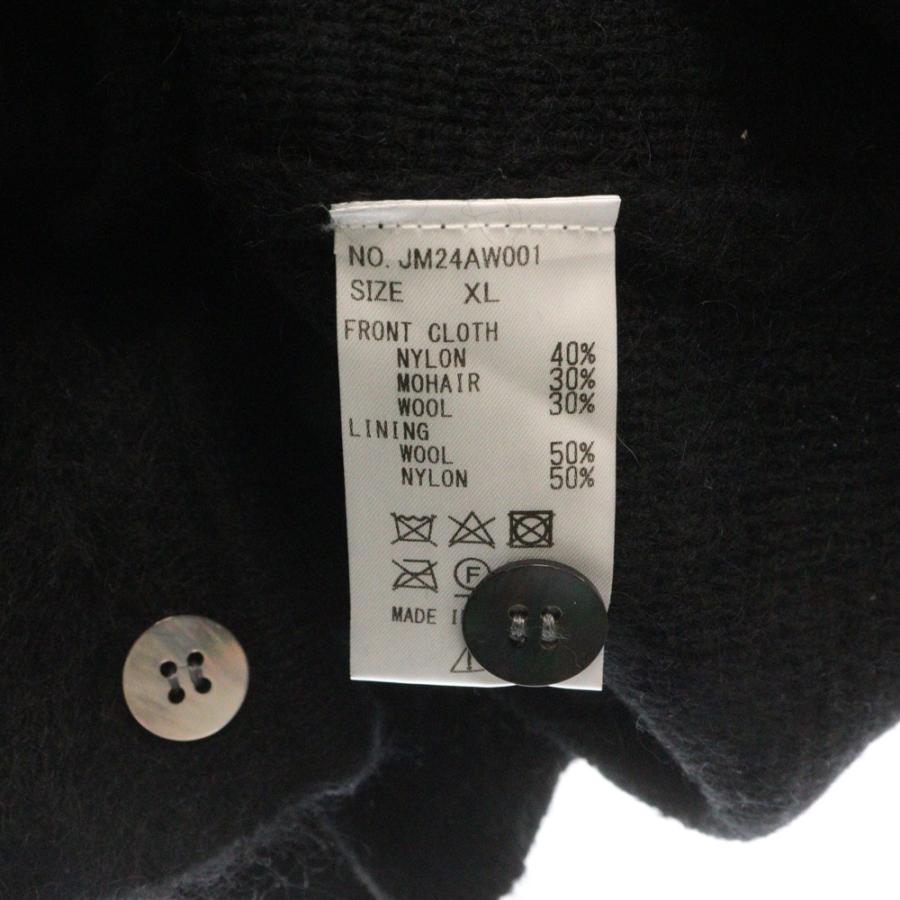 NO. JM24AW001
SIZE XL
FRONT CLOTH
NYLON 40%
MOHAIR 30%
WOOL 30%
LINING
WOOL 50%
NYLON 50%
F
MADE